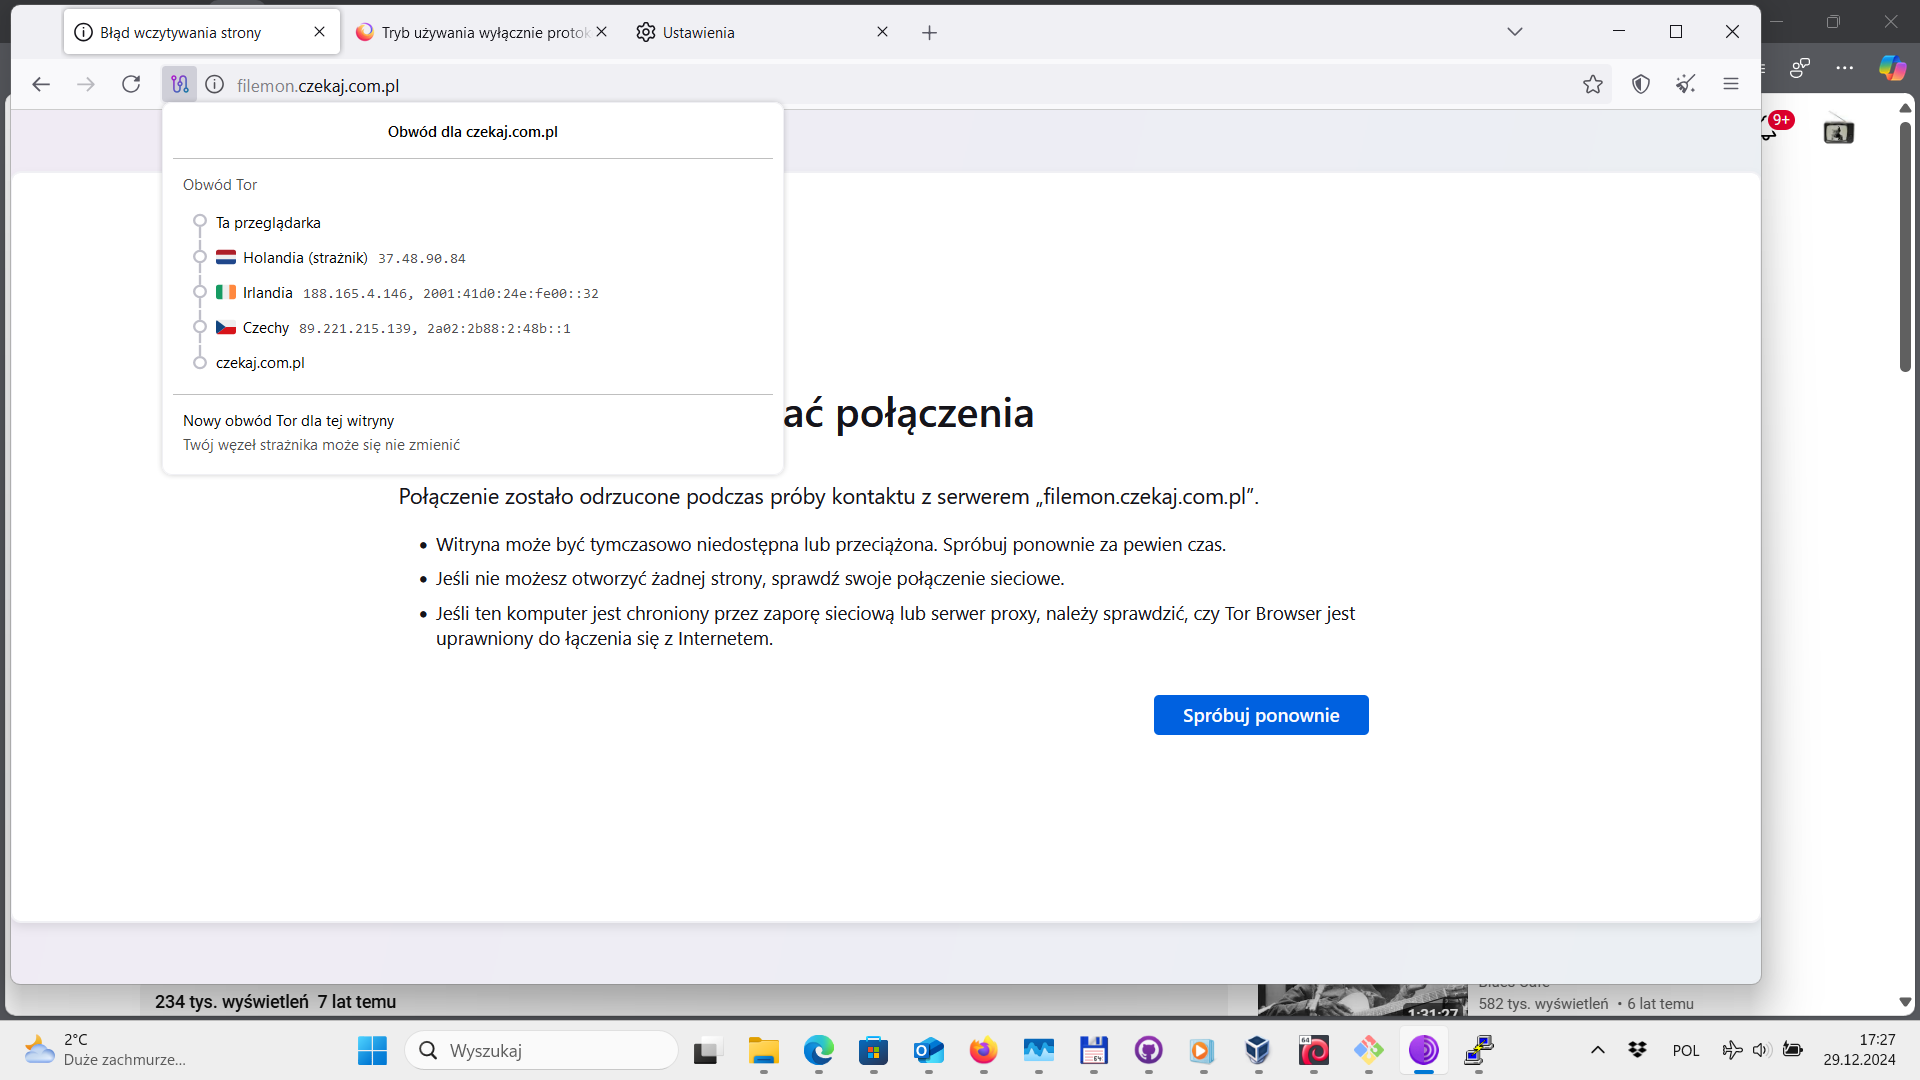 Błąd wczytywania strony
Tryb używania wyłącznie protok
Ustawienia
filemon.czekaj.com.pl
9+
Obwód dla czekaj.com.pl
Obwód Tor
Ta przeglądarka
Holandia (strażnik) 37.48.90.84
Irlandia 188.165.4.146, 2001:41d0:24e:fe00::32
Czechy 89.221.215.139, 2a02:2b88:2:48b::1
czekaj.com.pl
Nowy obwód Tor dla tej witryny
Twój węzeł strażnika może się nie zmienić
ać połączenia
Połączenie zostało odrzucone podczas próby kontaktu z serwerem „filemon.czekaj.com.pl”.
• Witryna może być tymczasowo niedostępna lub przeciążona. Spróbuj ponownie za pewien czas.
• Jeśli nie możesz otworzyć żadnej strony, sprawdź swoje połączenie sieciowe.
• Jeśli ten komputer jest chroniony przez zaporę sieciową lub serwer proxy, należy sprawdzić, czy Tor Browser jest
uprawniony do łączenia się z Internetem.
Spróbuj ponownie
234 tys. wyświetleń 7 lat temu
1:31:27
582 tys. wyświetleń • 6 lat temu
2°C
Duże zachmurze...
Wyszukaj
64
64
POL
17:27
29.12.2024